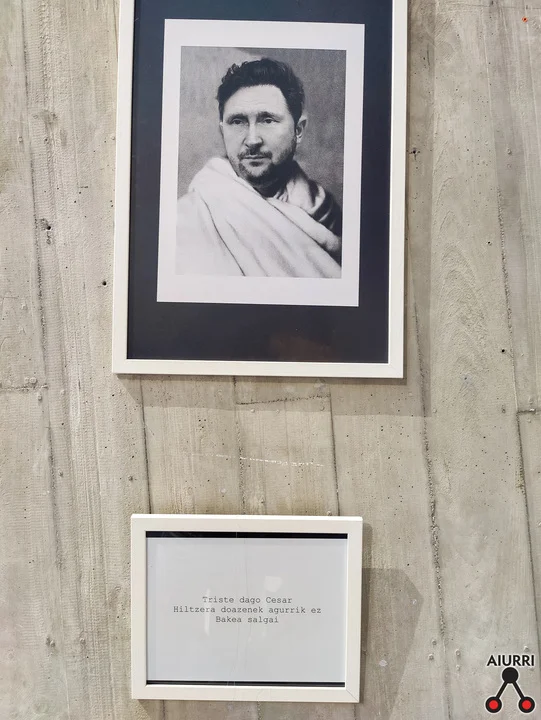 Triste dago Cesar
Hiltzera doazenek agurrik ez
Bakea salgai
AIURRI